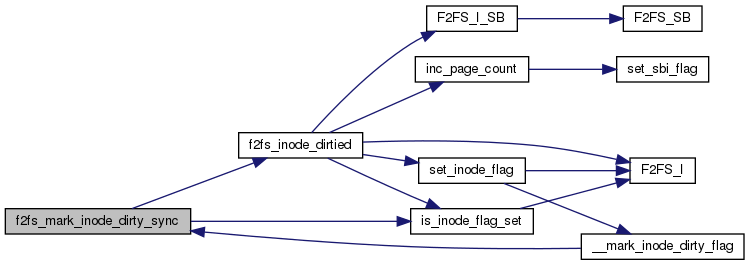 F2FS_I_SB
F2FS_SB
inc_page_count
set_sbi_flag
f2fs_inode_dirtied
set_inode_flag
F2FS_I
f2fs_mark_inode_dirty_sync
is_inode_flag_set
__mark_inode_dirty_flag